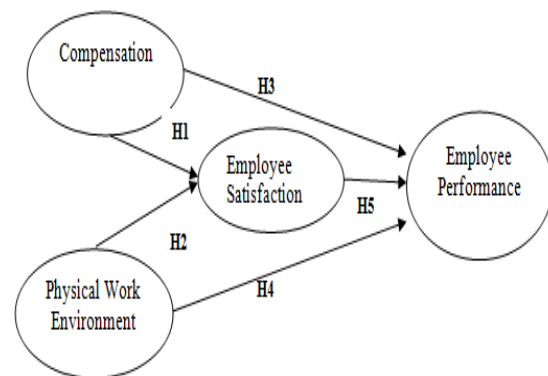 Compensation
H3
H1
Employee
Satisfaction
Employee
Performance
H5
H2
Physical Work
Environment
H4